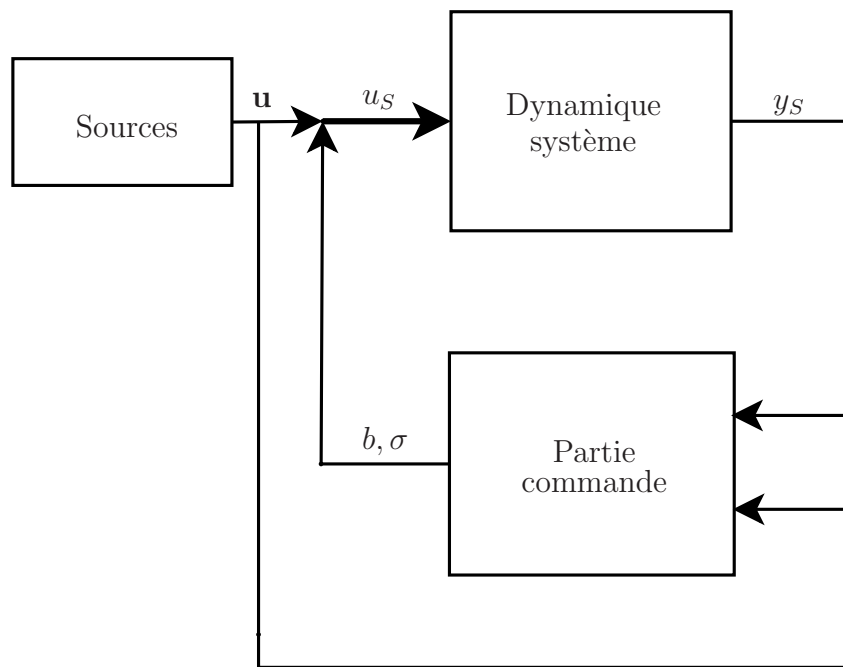 Sources
u
u_S
Dynamique
système
y_S
b, σ
Partie
commande